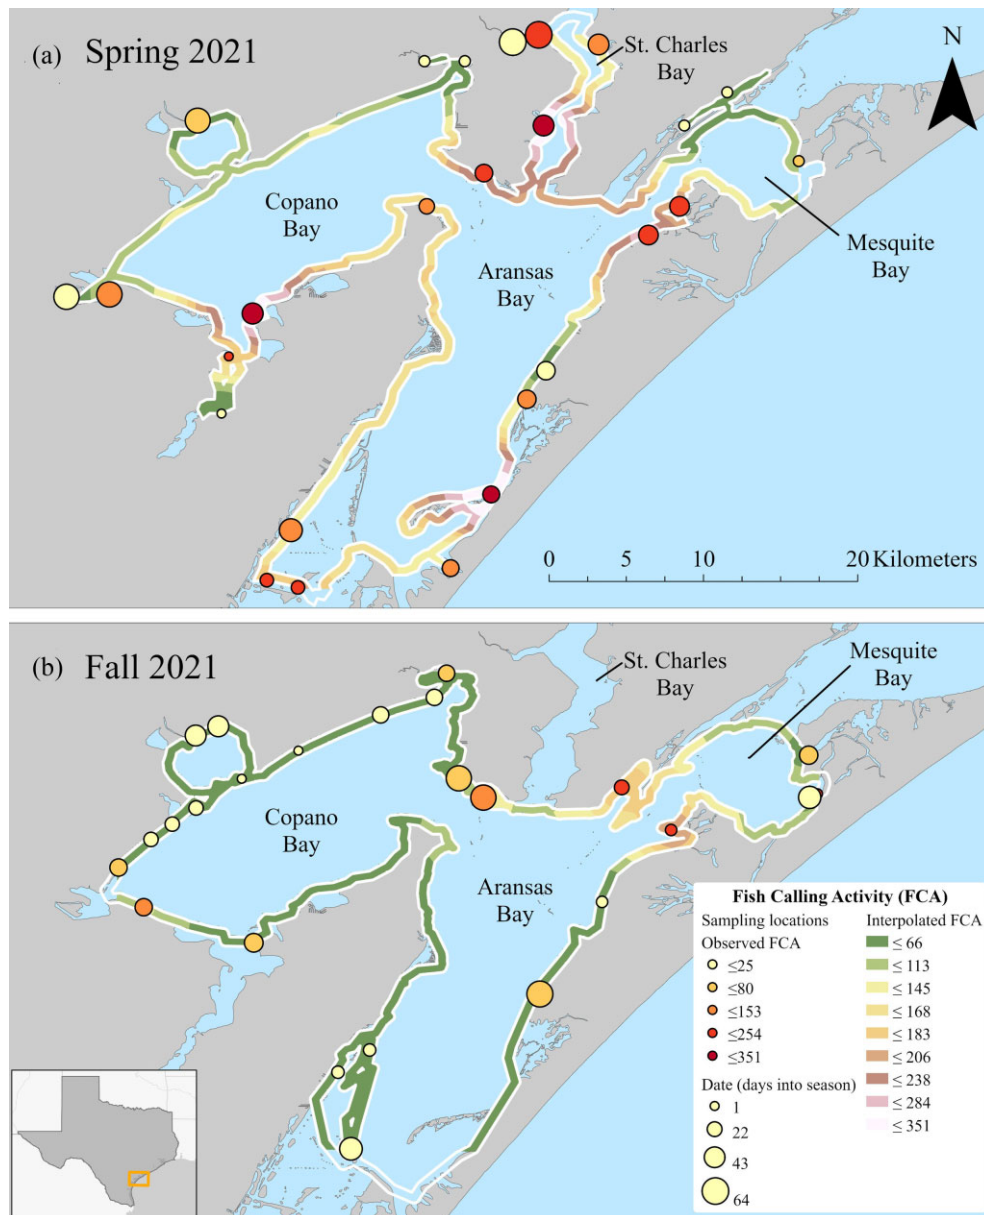 (a) Spring 2021
St. Charles
Bay
N
Copano
Bay
Aransas
Bay
Mesquite
Bay
0 5 10 20 Kilometers
(b) Fall 2021
St. Charles
Bay
Mesquite
Bay
Copano
Bay
Aransas
Bay
Fish Calling Activity (FCA)
Sampling locations
Observed FCA
≤25
≤80
≤153
≤254
≤351
Date (days into season)
1
22
43
64
Interpolated FCA
≤ 66
≤ 113
≤ 145
≤ 168
≤ 183
≤ 206
≤ 238
≤ 284
≤ 351